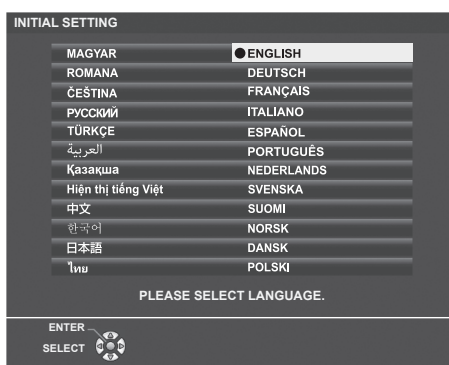 INITIAL SETTING
MAGYAR
ENGLISH
ROMANA
DEUTSCH
ČEŠTINA
FRANÇAIS
РУССКИЙ
ITALIANO
TÜRKÇE
ESPAÑOL
العربية
PORTUGUÊS
Қазақша
NEDERLANDS
Hiện thị tiếng Việt
SVENSKA
中文
SUOMI
한국어
NORSK
日本語
DANSK
ไทย
POLSKI
PLEASE SELECT LANGUAGE.
ENTER
SELECT